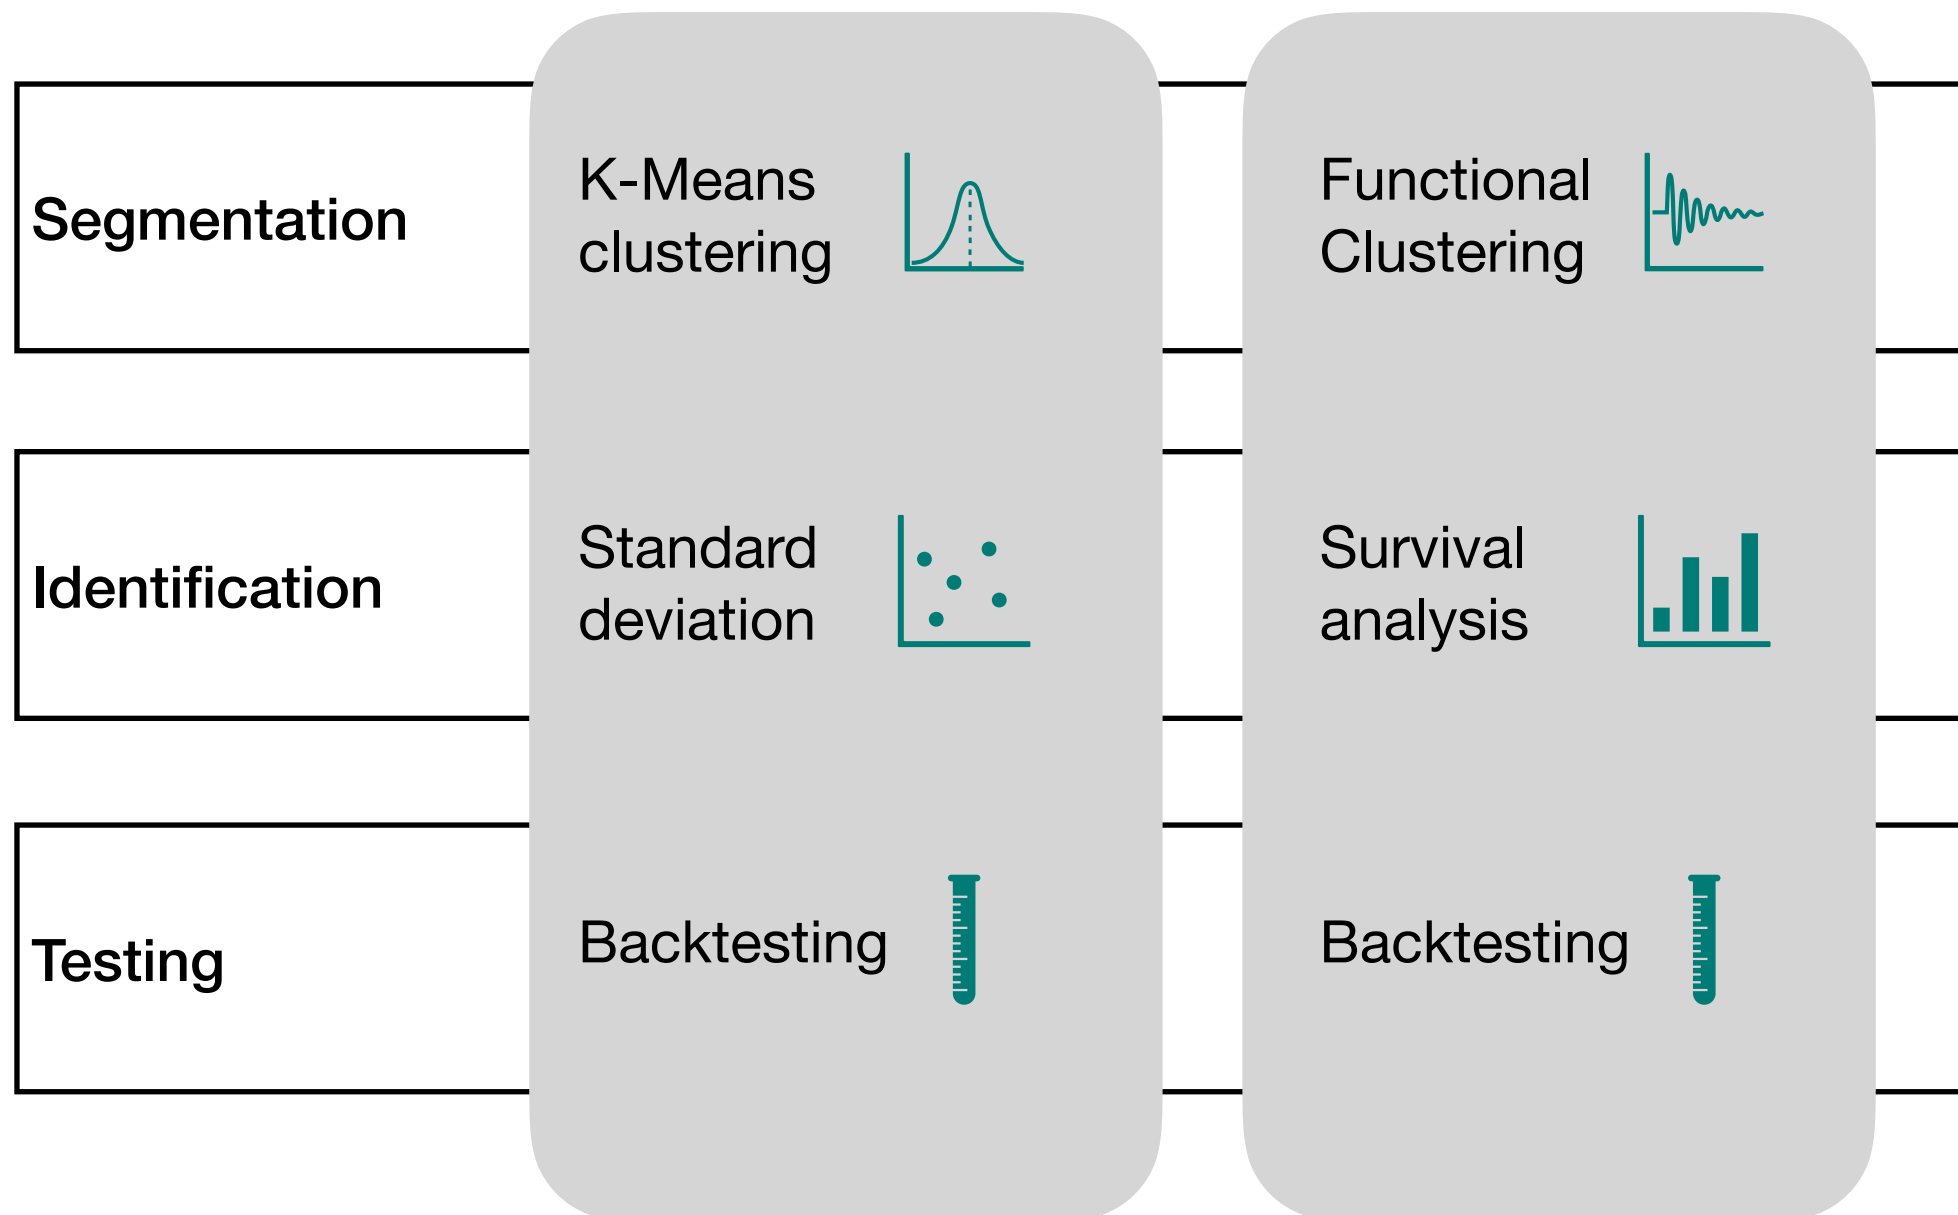 Segmentation
K-Means
clustering
Functional
Clustering
Identification
Standard
deviation
Survival
analysis
Testing
Backtesting
Backtesting